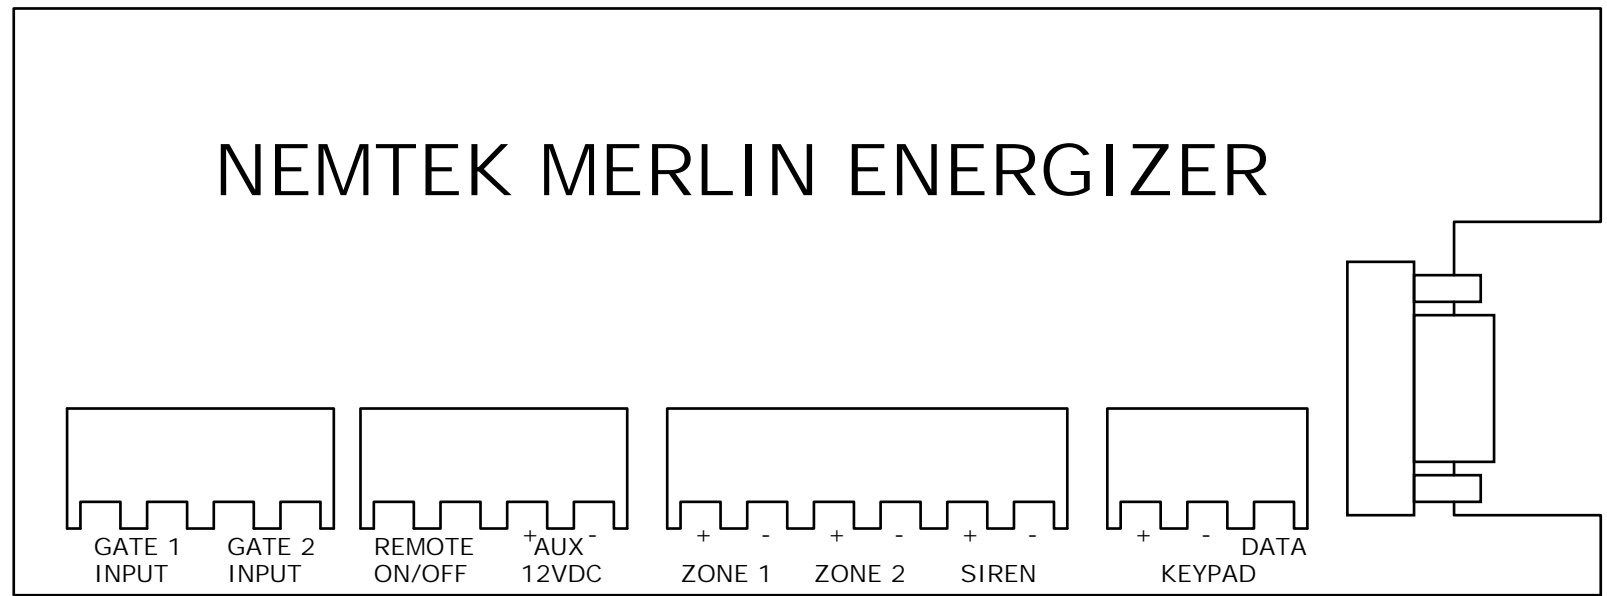 NEMTEK MERLIN ENERGIZER
+ - + - + - + - + -
GATE 1 GATE 2 REMOTE AUX DATA
INPUT INPUT ON/OFF 12VDC ZONE 1 ZONE 2 SIREN KEYPAD